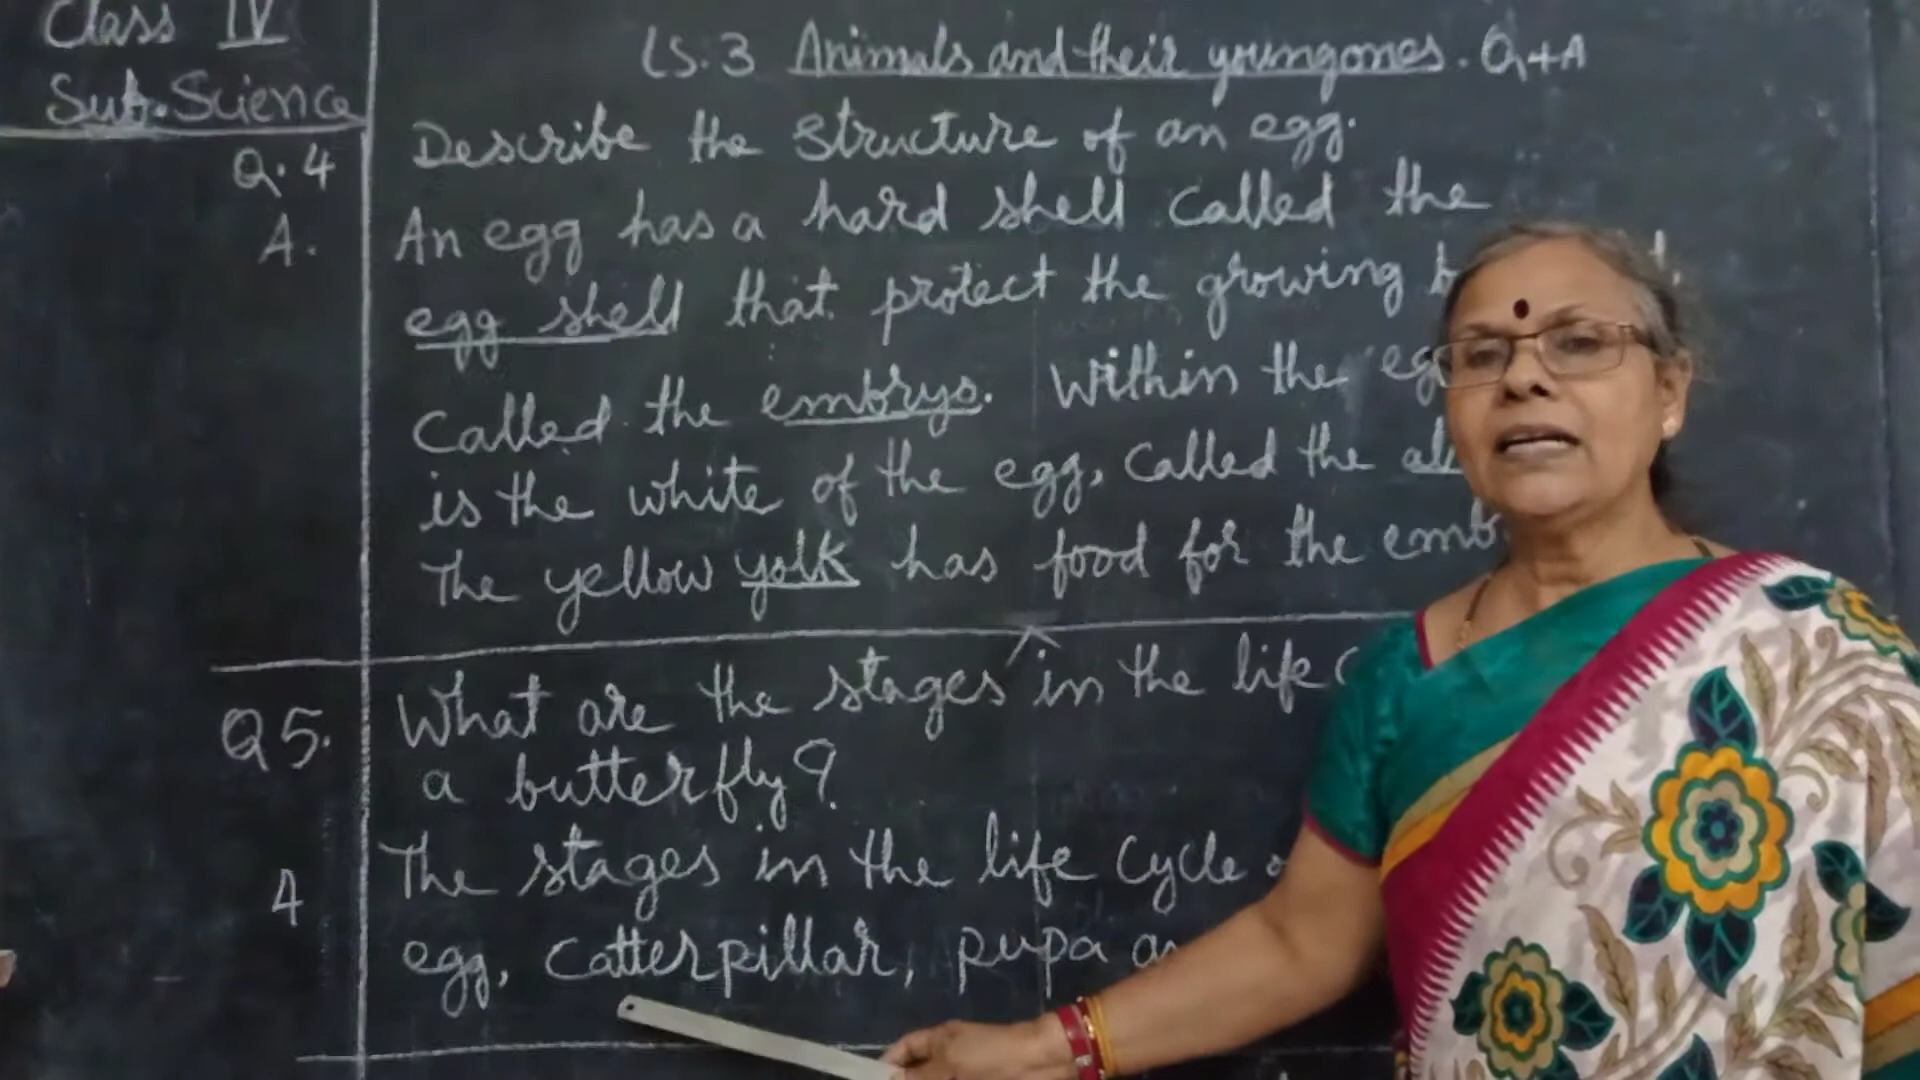 Class IV
Sub. Science
LS. 3 Animals and their youngones. Q+A
Q. 4 Describe the structure of an egg.
A. An egg has a hard shell called the
egg shell that protect the growing
called the embryo. Within the
is the white of the egg, called the
The yellow yolk has food for the
Q 5. What are the stages in the life
a butterfly?
A The stages in the life cycle
egg, catterpillar, pupa